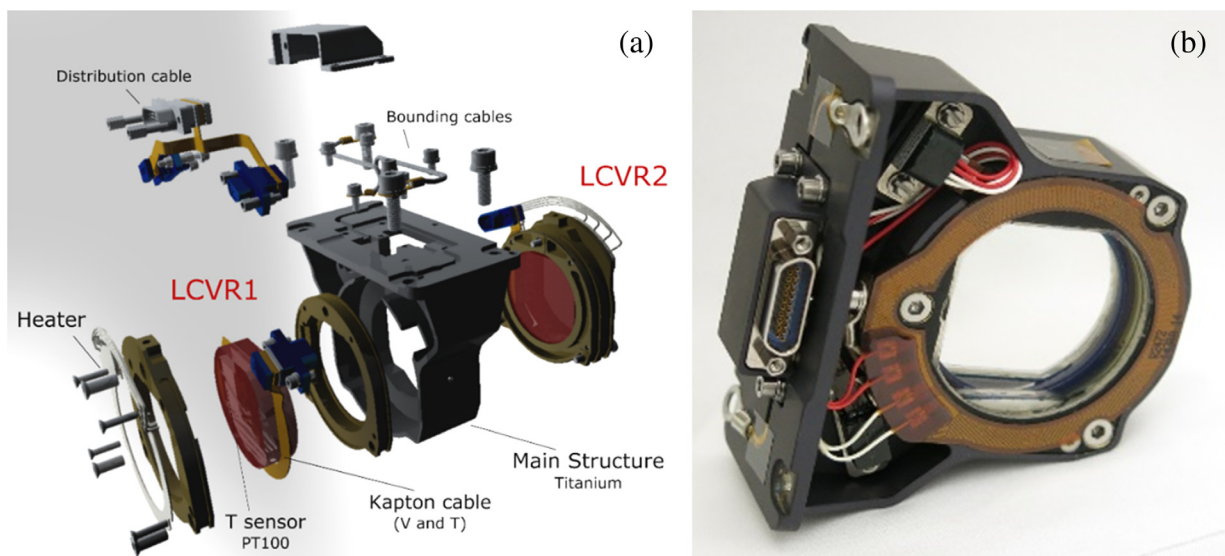 (a)
Distribution cable
Bounding cables
LCVR2
LCVR1
Heater
Main Structure
Titanium
Kapton cable
(V and T)
T sensor
PT100
(b)